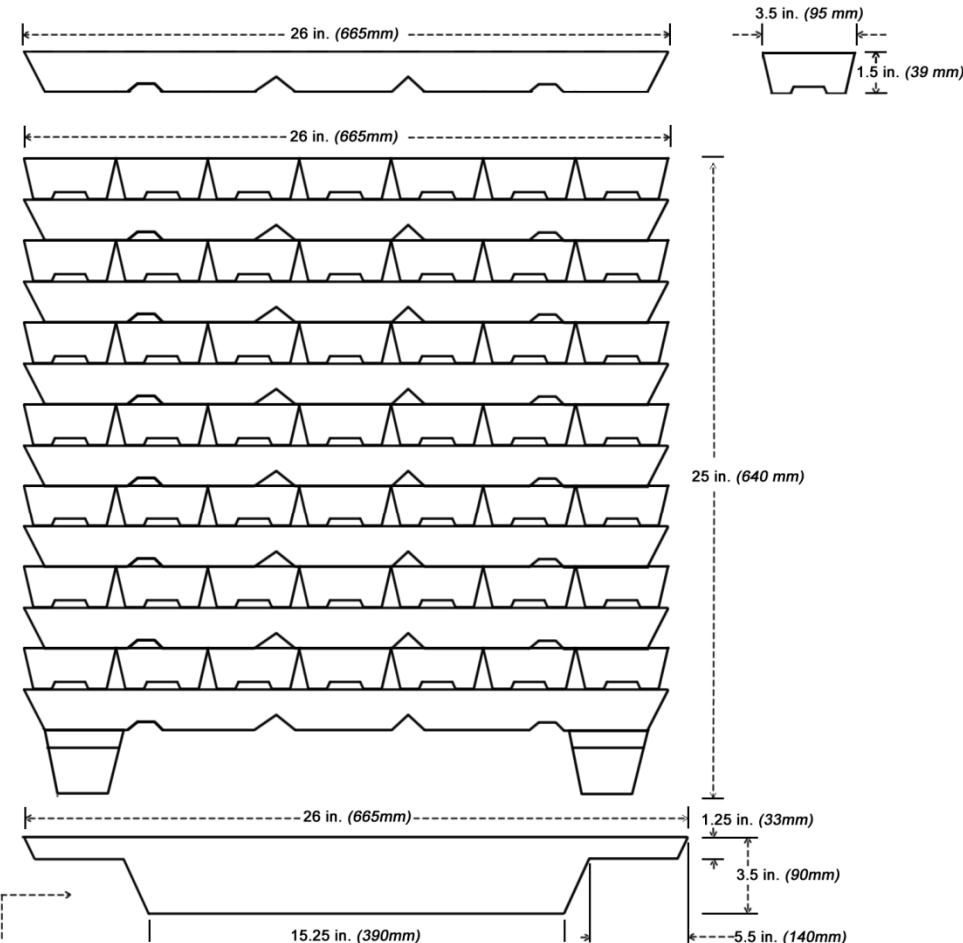 26 in. (665mm)
3.5 in. (95 mm)
1.5 in. (39 mm)
26 in. (665mm)
25 in. (640 mm)
26 in. (665mm)
1.25 in. (33mm)
3.5 in. (90mm)
15.25 in. (390mm)
5.5 in. (140mm)